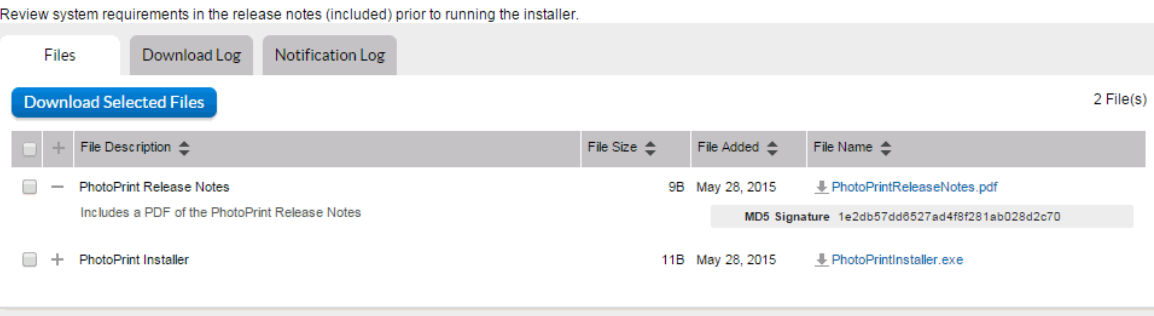 Review system requirements in the release notes (included) prior to running the installer.
Files Download Log Notification Log
Download Selected Files 2 File(s)
File Description File Size File Added File Name
PhotoPrint Release Notes 9B May 28, 2015 PhotoPrintReleaseNotes.pdf
Includes a PDF of the PhotoPrint Release Notes MD5 Signature 1e2db57dd6527ad4f8f281ab028d2c70
PhotoPrint Installer 11B May 28, 2015 PhotoPrintInstaller.exe